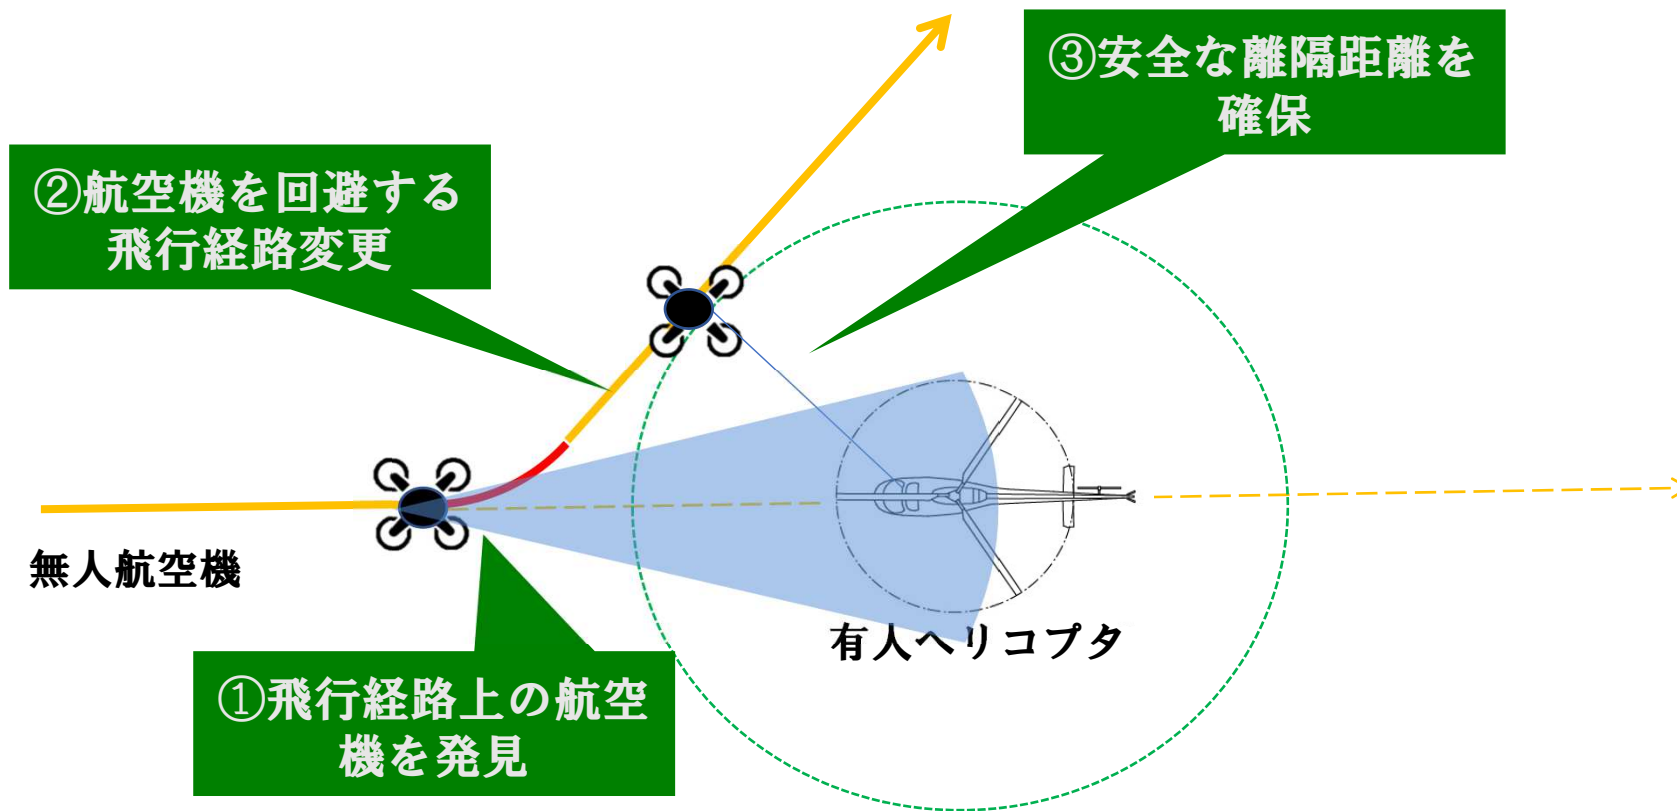 ③安全な離隔距離を
確保
②航空機を回避する
飛行経路変更
無人航空機
有人ヘリコプタ
①飛行経路上の航空
機を発見